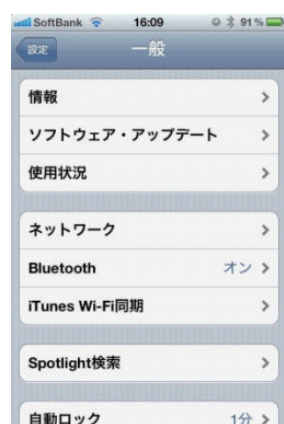 SoftBank 16:09 91%
設定 一般
情報
ソフトウェア・アップデート
使用状況
ネットワーク
Bluetooth オン
iTunes Wi-Fi同期
Spotlight検索
自動ロック 1分